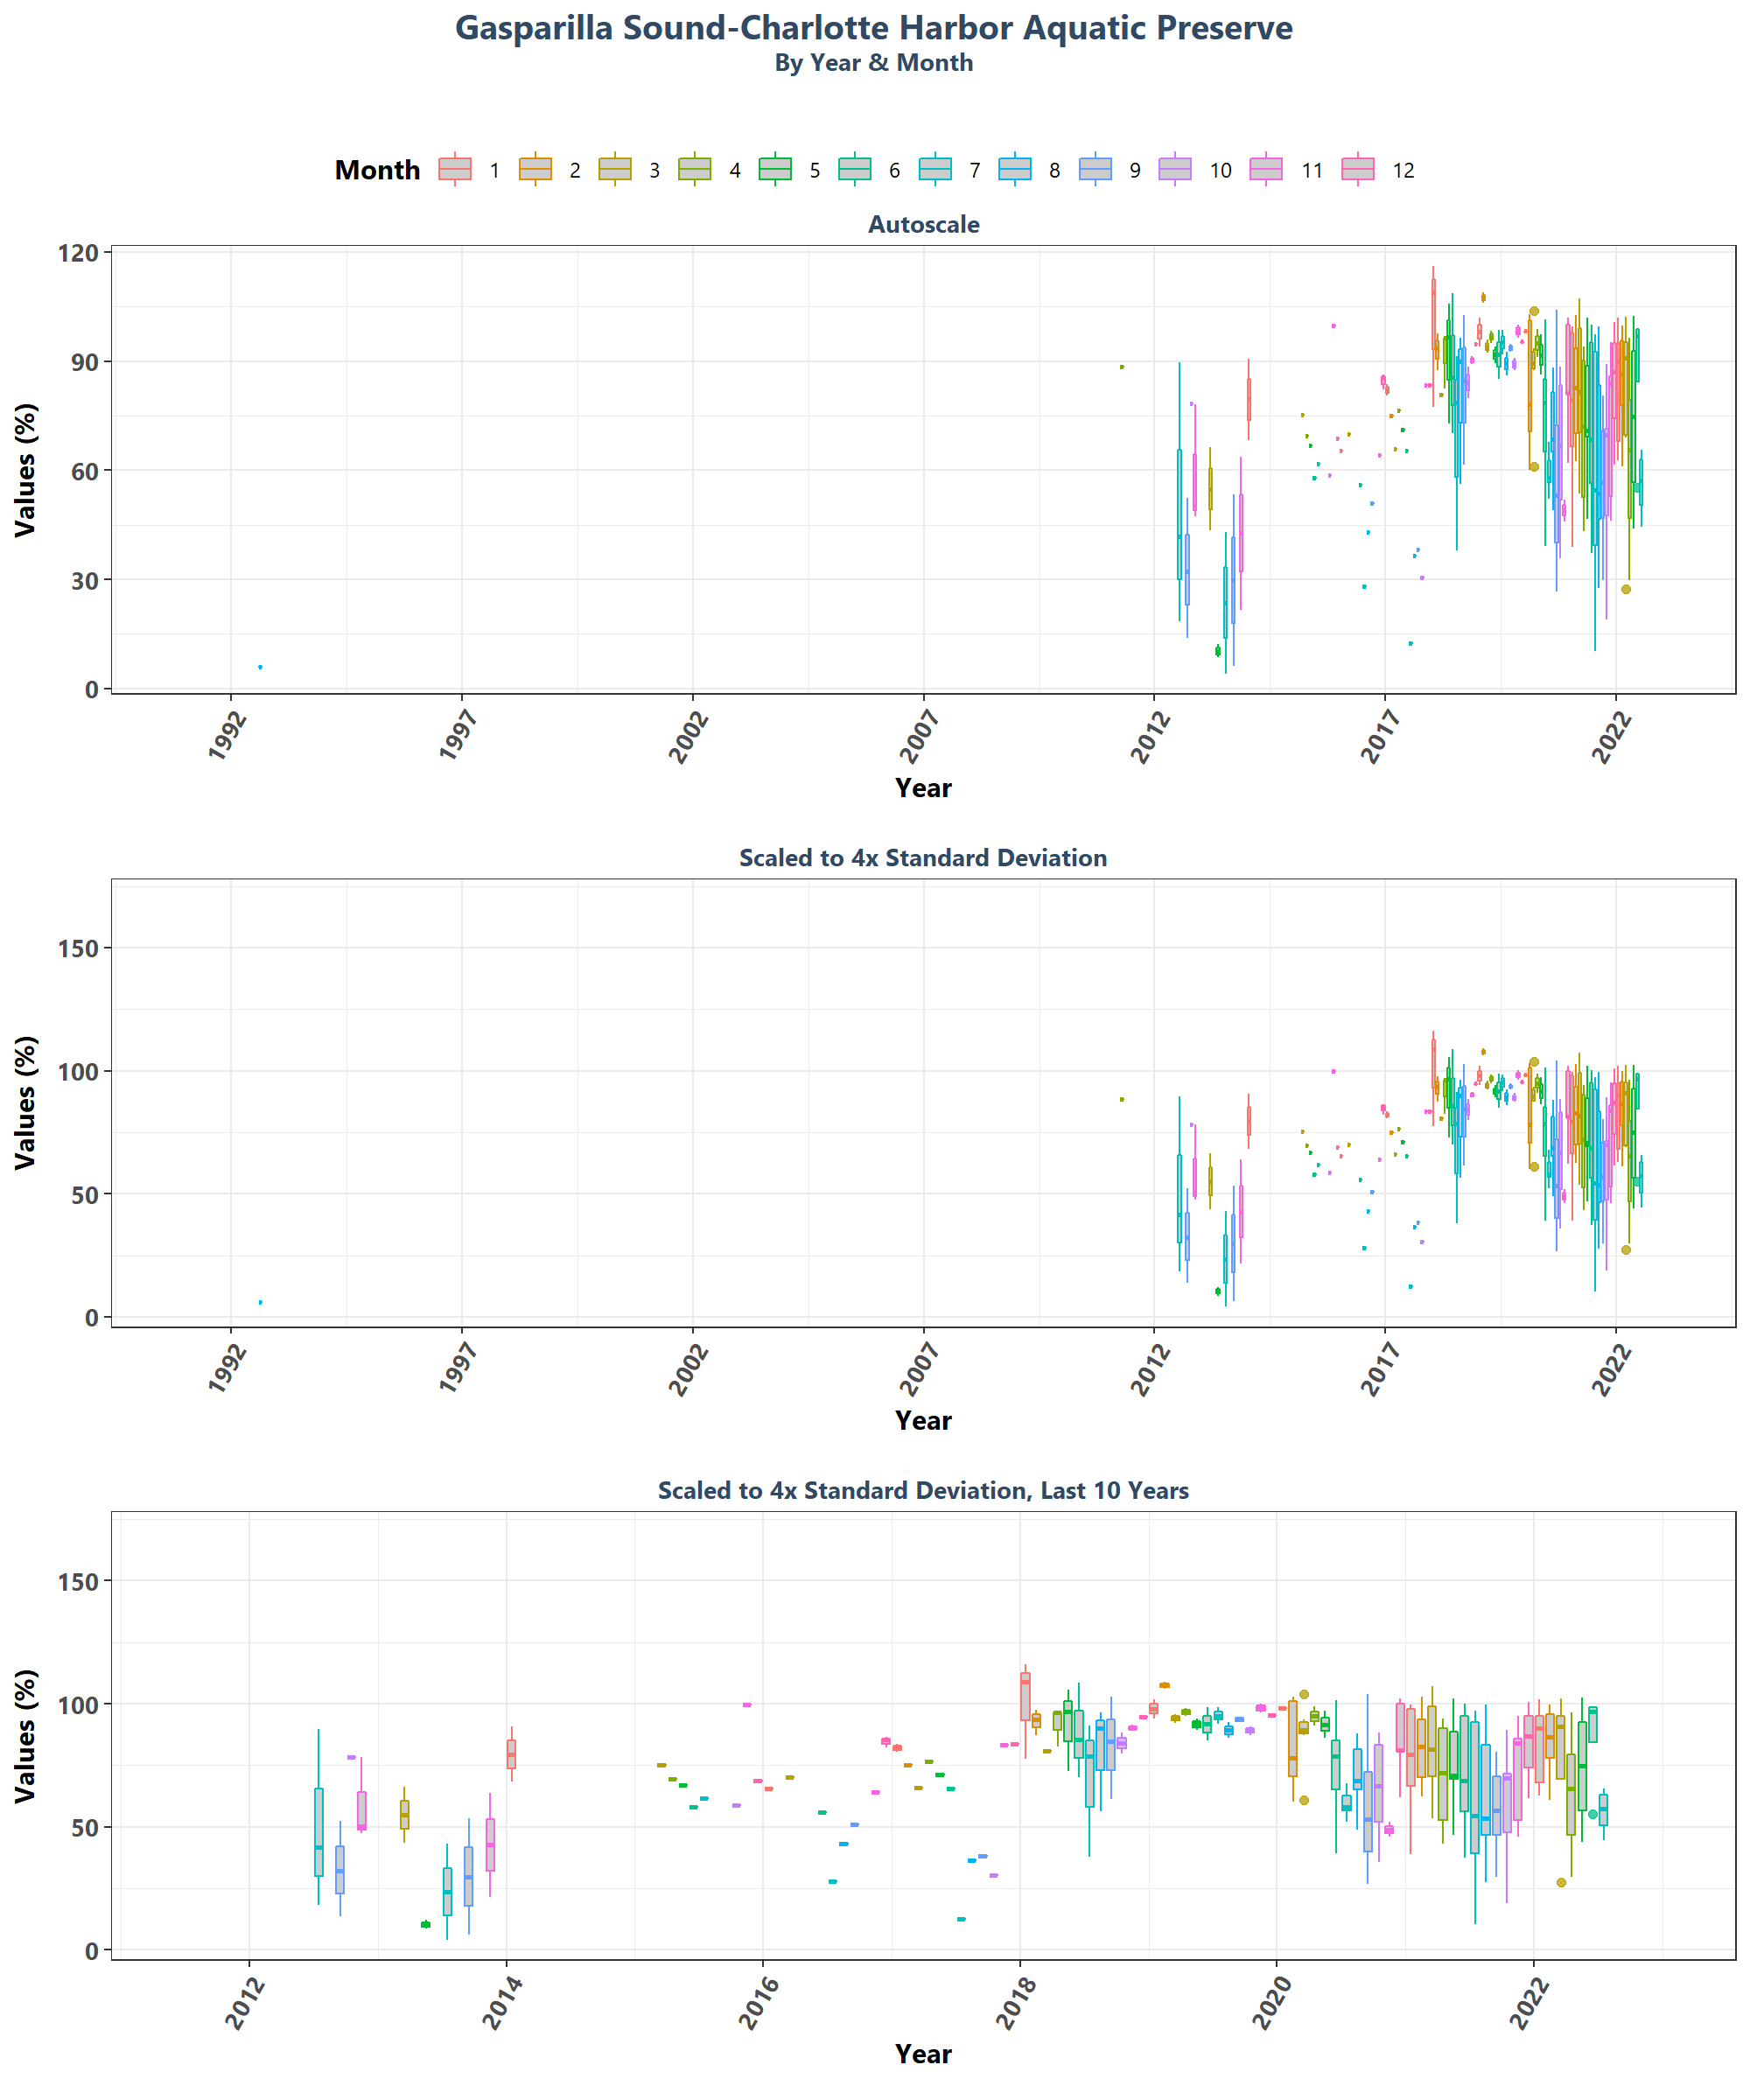 Gasparilla Sound-Charlotte Harbor Aquatic Preserve
By Year & Month
Month 1 2 3 4 5 6 7 8 9 10 11 12
Autoscale
Values (%)
120
90
60
30
0
1992 1997 2002 2007 2012 2017 2022
Year
Scaled to 4x Standard Deviation
Values (%)
150
100
50
0
1992 1997 2002 2007 2012 2017 2022
Year
Scaled to 4x Standard Deviation, Last 10 Years
Values (%)
150
100
50
0
2012 2014 2016 2018 2020 2022
Year